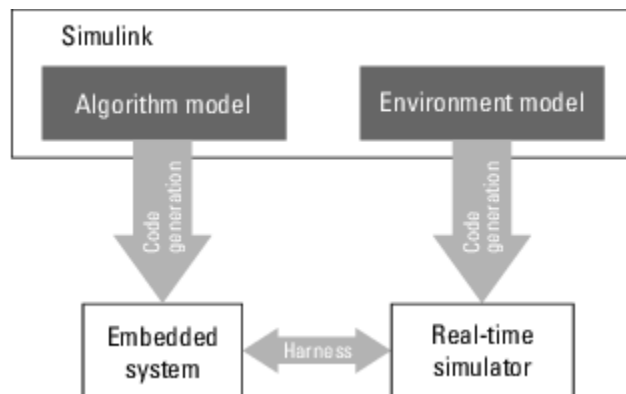 Simulink
Algorithm model
Environment model
Code
generation
Code
generation
Embedded
system
Harness
Real-time
simulator